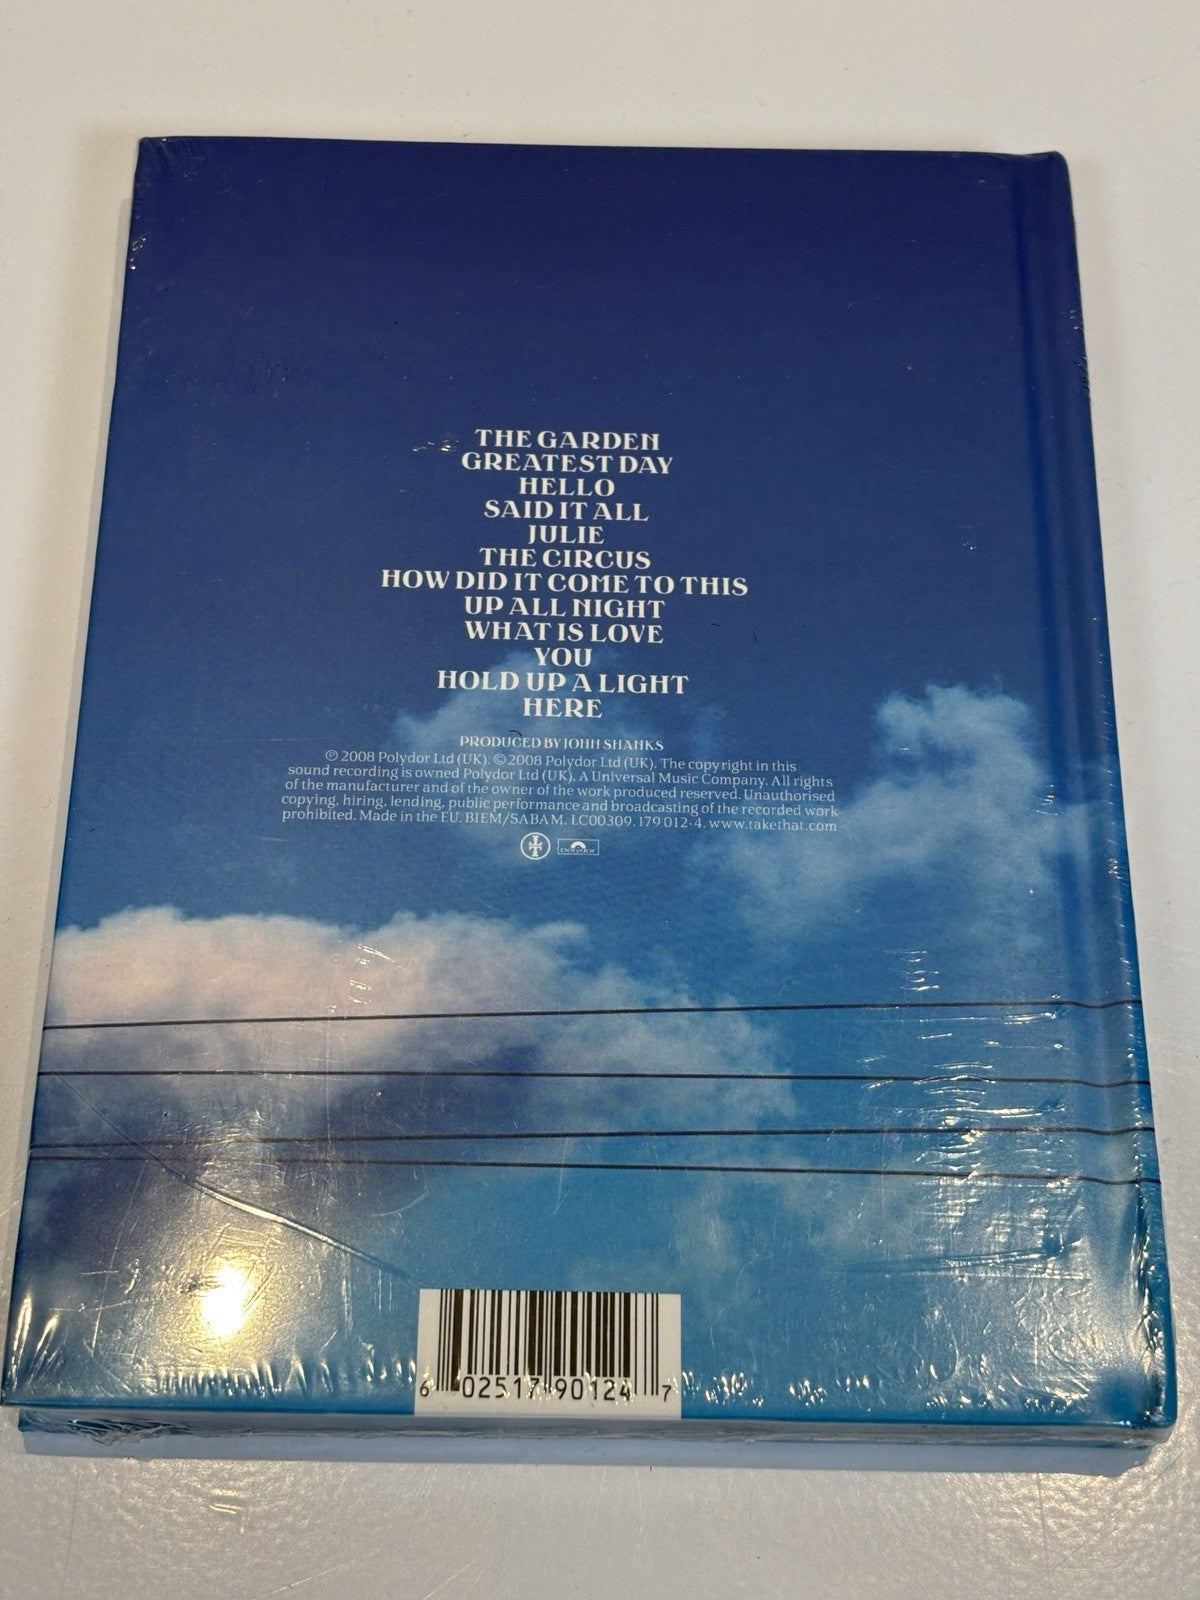 THE GARDEN
GREATEST DAY
HELLO
SAID IT ALL
JULIE
THE CIRCUS
HOW DID IT COME TO THIS
UP ALL NIGHT
WHAT IS LOVE
YOU
HOLD UP A LIGHT
HERE
PRODUCED BY JOHN SHANKS
℗ 2008 Polydor Ltd (UK). © 2008 Polydor Ltd (UK). The copyright in this
sound recording is owned Polydor Ltd (UK). A Universal Music Company. All rights
of the manufacturer and of the owner of the work produced reserved. Unauthorised
copying, hiring, lending, public performance and broadcasting of the recorded work
prohibited. Made in the EU. BIEM/SABAM. LC00309. 179 012-4. www.takethat.com
polydor
6 02517 90124 7